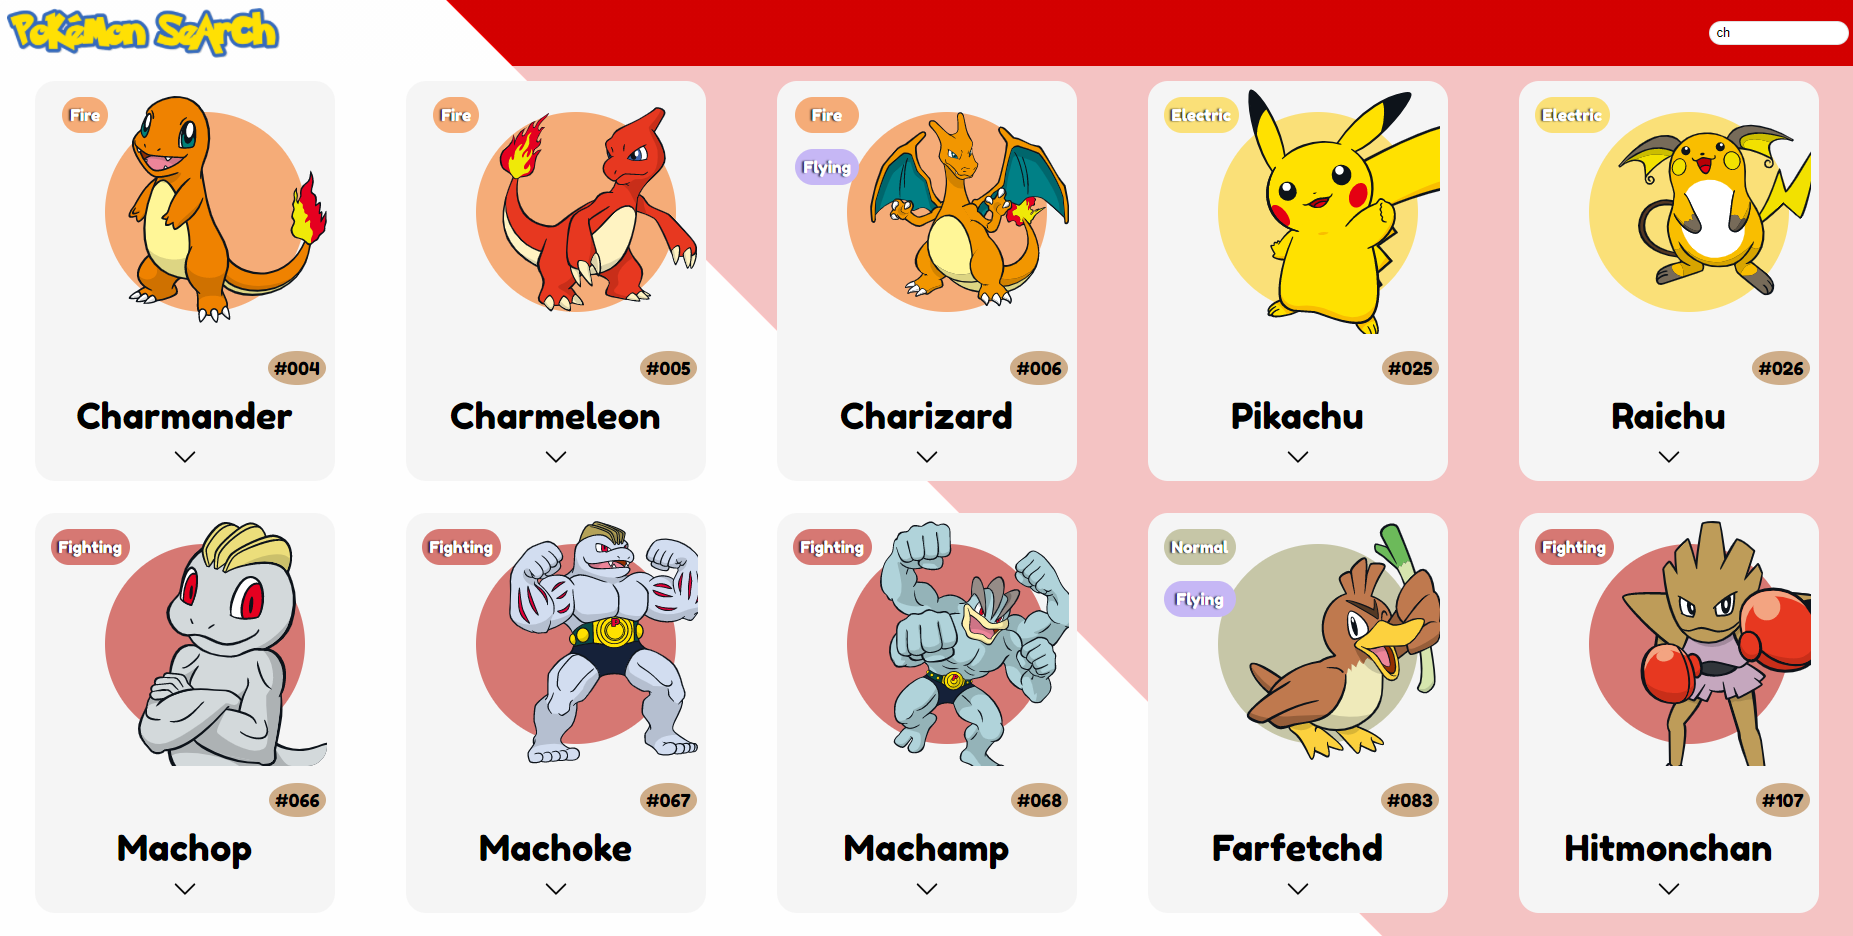 Pokémon SeArch
ch
Fire
#004
Charmander
Fire
#005
Charmeleon
Fire
Flying
#006
Charizard
Electric
#025
Pikachu
Electric
#026
Raichu
Fighting
#066
Machop
Fighting
#067
Machoke
Fighting
#068
Machamp
Normal
Flying
#083
Farfetchd
Fighting
#107
Hitmonchan